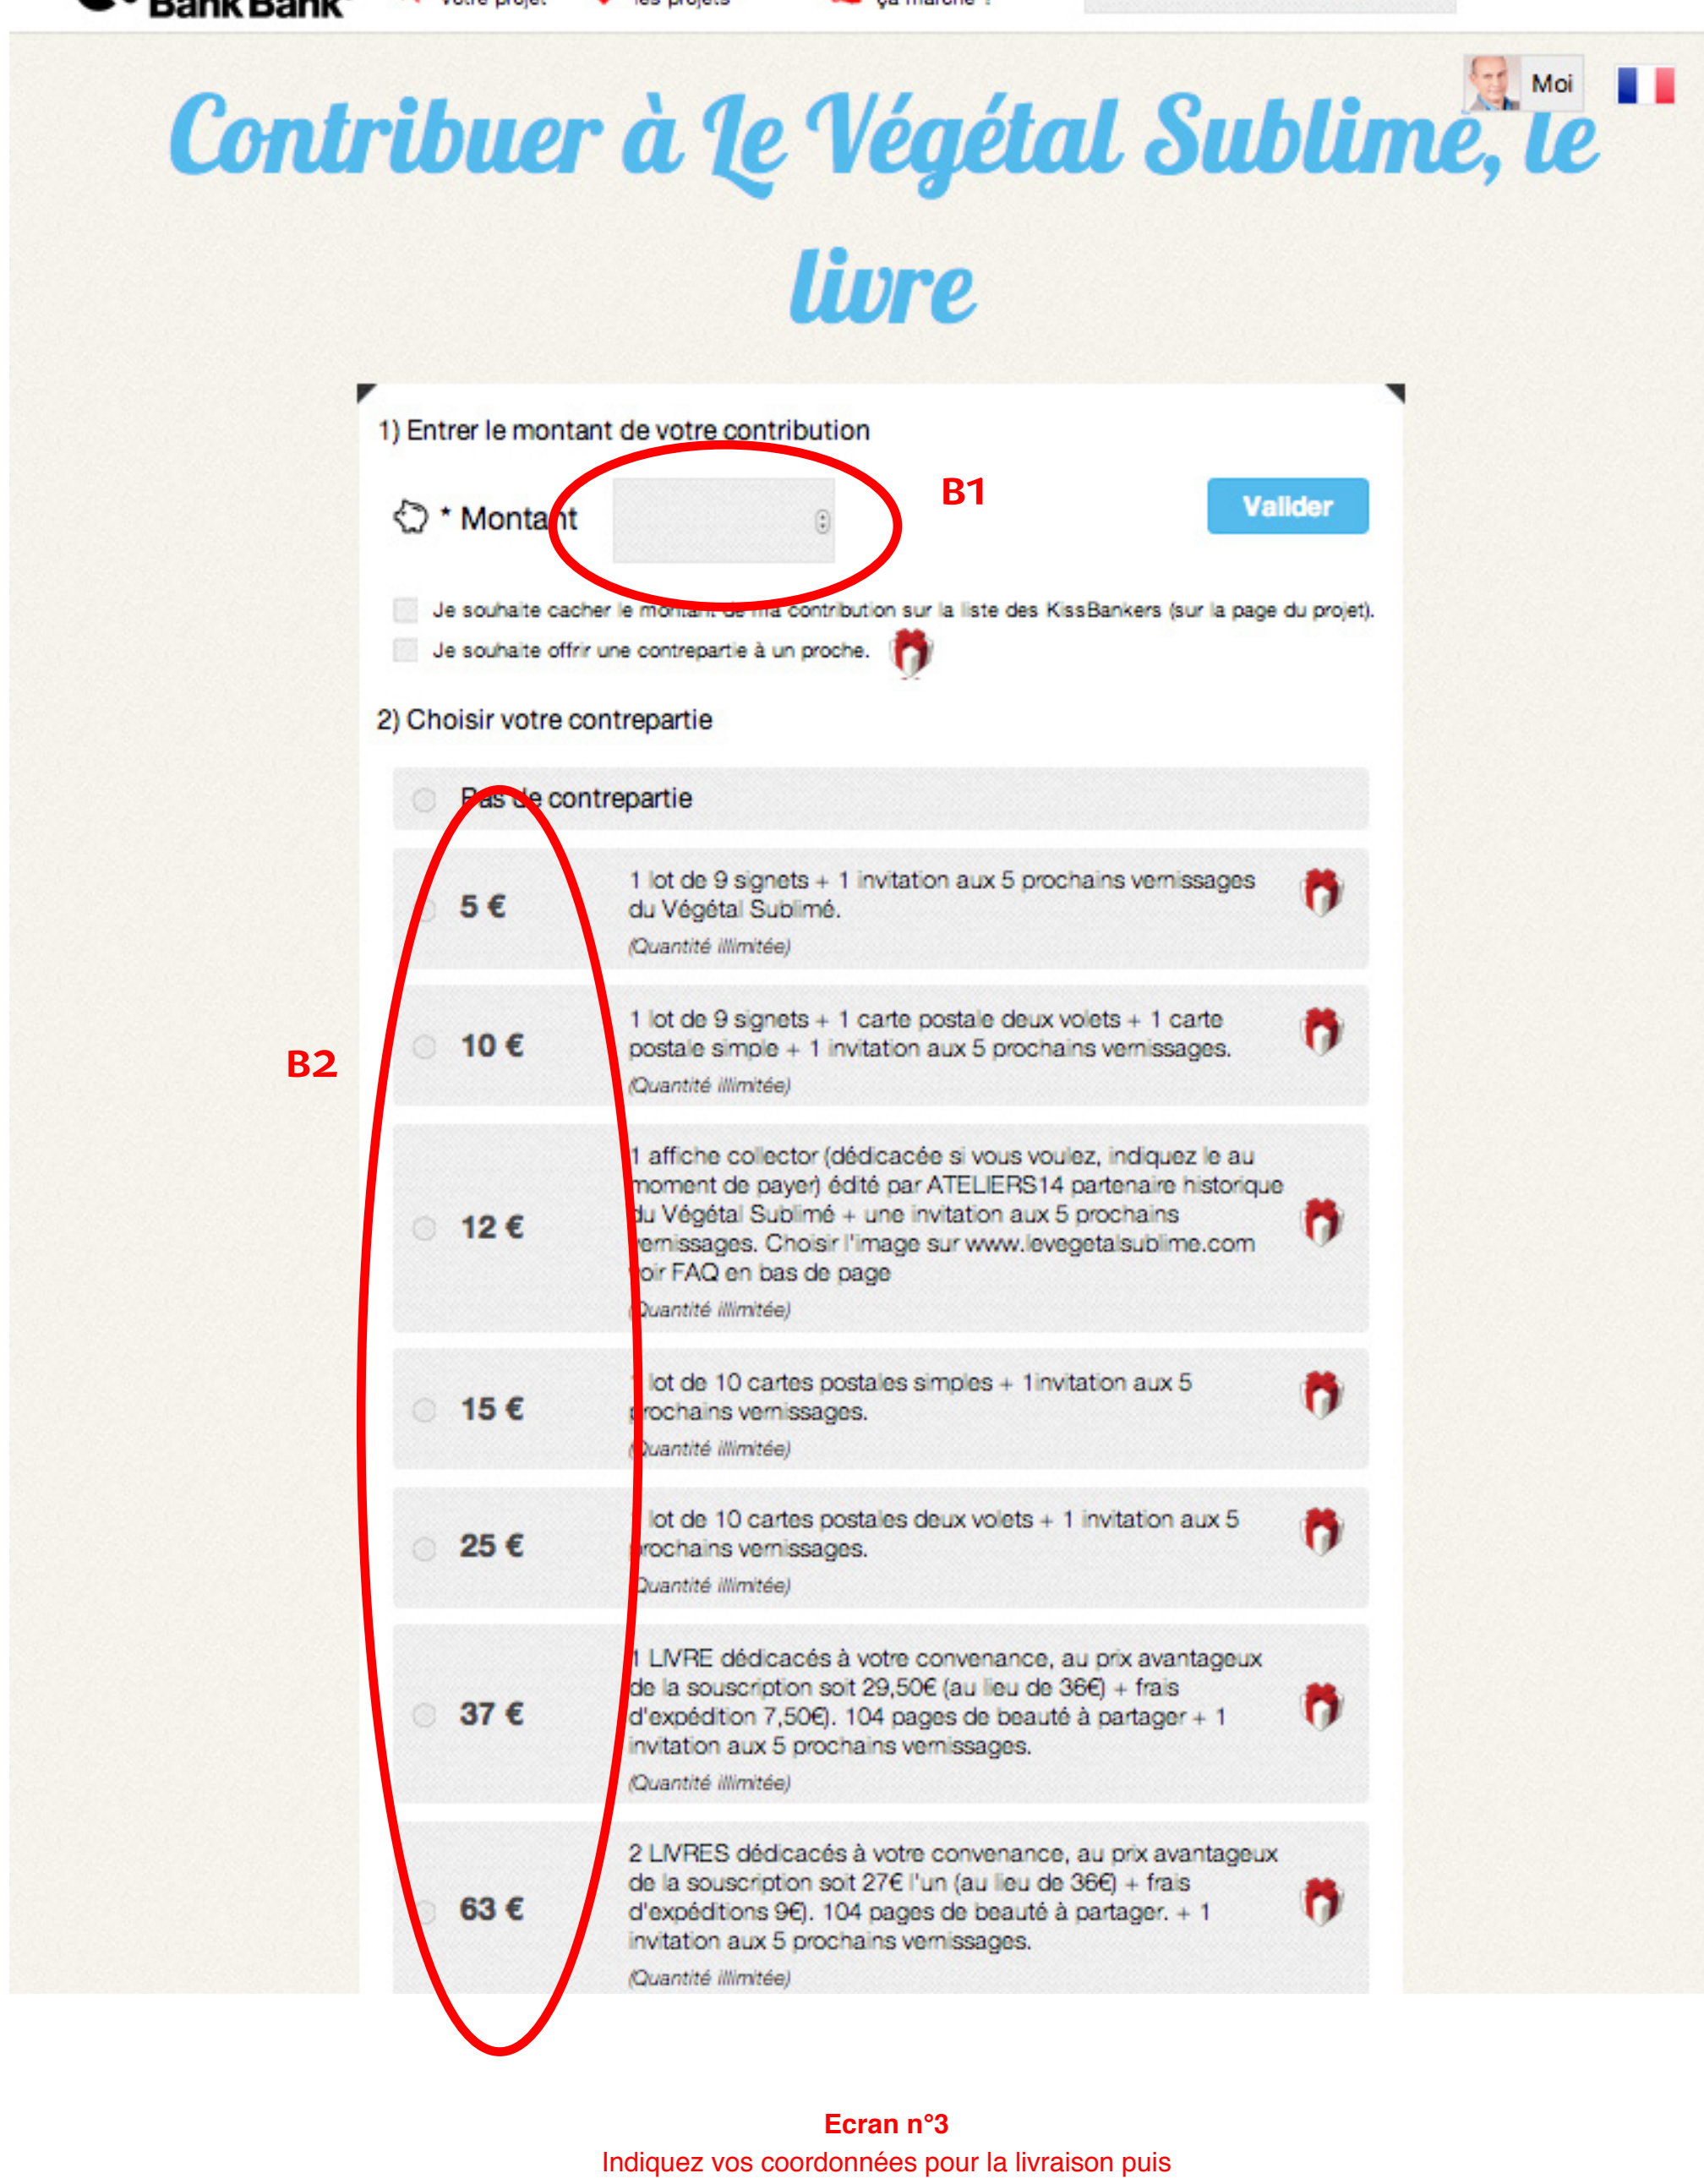 BankBank
votre projet
les projets
ça marche ?
Moi
Contribuer à Le Végétal Sublimé, le
livre
1) Entrer le montant de votre contribution
B1
* Montant
Valider
Je souhaite cacher le montant de ma contribution sur la liste des KissBankers (sur la page du projet).
Je souhaite offrir une contrepartie à un proche.
2) Choisir votre contrepartie
Pas de contrepartie
5 €
1 lot de 9 signets + 1 invitation aux 5 prochains vernissages
du Végétal Sublimé.
(Quantité illimitée)
B2
10 €
1 lot de 9 signets + 1 carte postale deux volets + 1 carte
postale simple + 1 invitation aux 5 prochains vernissages.
(Quantité illimitée)
12 €
1 affiche collector (dédicacée si vous voulez, indiquez le au
moment de payer) édité par ATELIERS14 partenaire historique
du Végétal Sublimé + une invitation aux 5 prochains
vernissages. Choisir l'image sur www.levegetalsublime.com
voir FAQ en bas de page
(Quantité illimitée)
15 €
1 lot de 10 cartes postales simples + 1invitation aux 5
prochains vernissages.
(Quantité illimitée)
25 €
1 lot de 10 cartes postales deux volets + 1 invitation aux 5
prochains vernissages.
(Quantité illimitée)
37 €
1 LIVRE dédicacés à votre convenance, au prix avantageux
de la souscription soit 29,50€ (au lieu de 36€) + frais
d'expédition 7,50€). 104 pages de beauté à partager + 1
invitation aux 5 prochains vernissages.
(Quantité illimitée)
63 €
2 LIVRES dédicacés à votre convenance, au prix avantageux
de la souscription soit 27€ l'un (au lieu de 36€) + frais
d'expéditions 9€). 104 pages de beauté à partager. + 1
invitation aux 5 prochains vernissages.
(Quantité illimitée)
Ecran n°3
Indiquez vos coordonnées pour la livraison puis